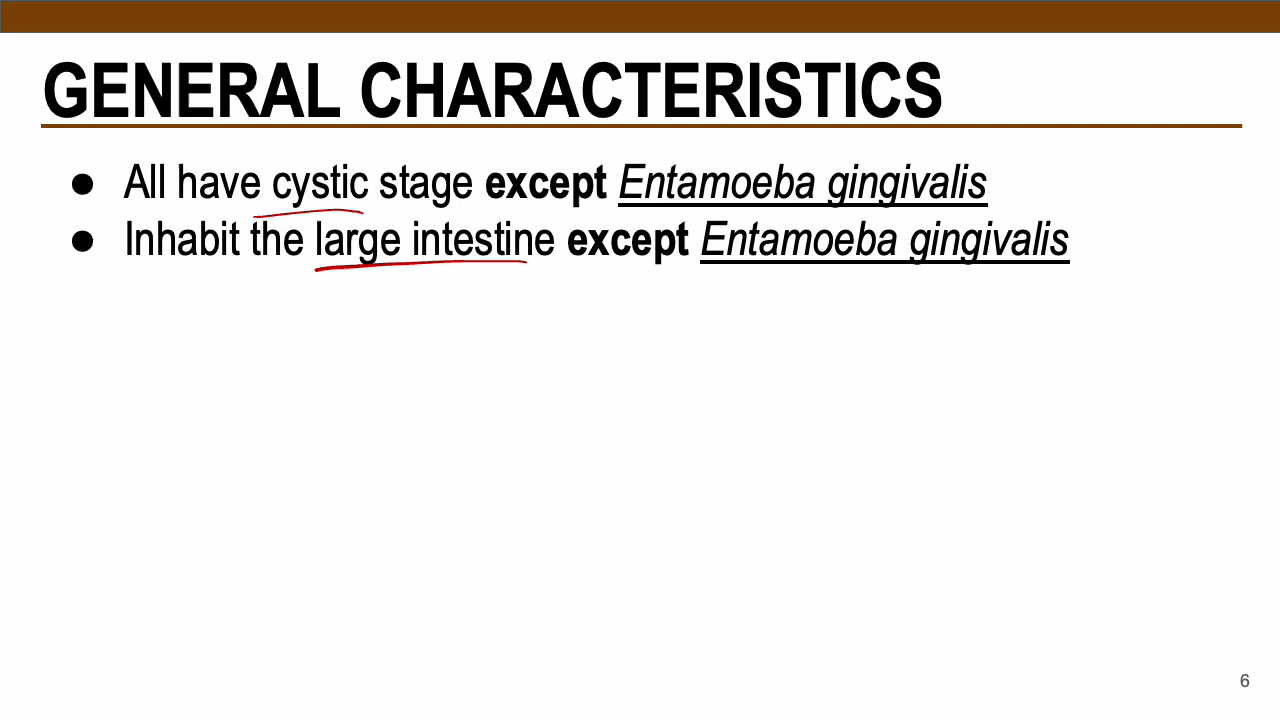 GENERAL CHARACTERISTICS
● All have cystic stage except Entamoeba gingivalis
● Inhabit the large intestine except Entamoeba gingivalis
6